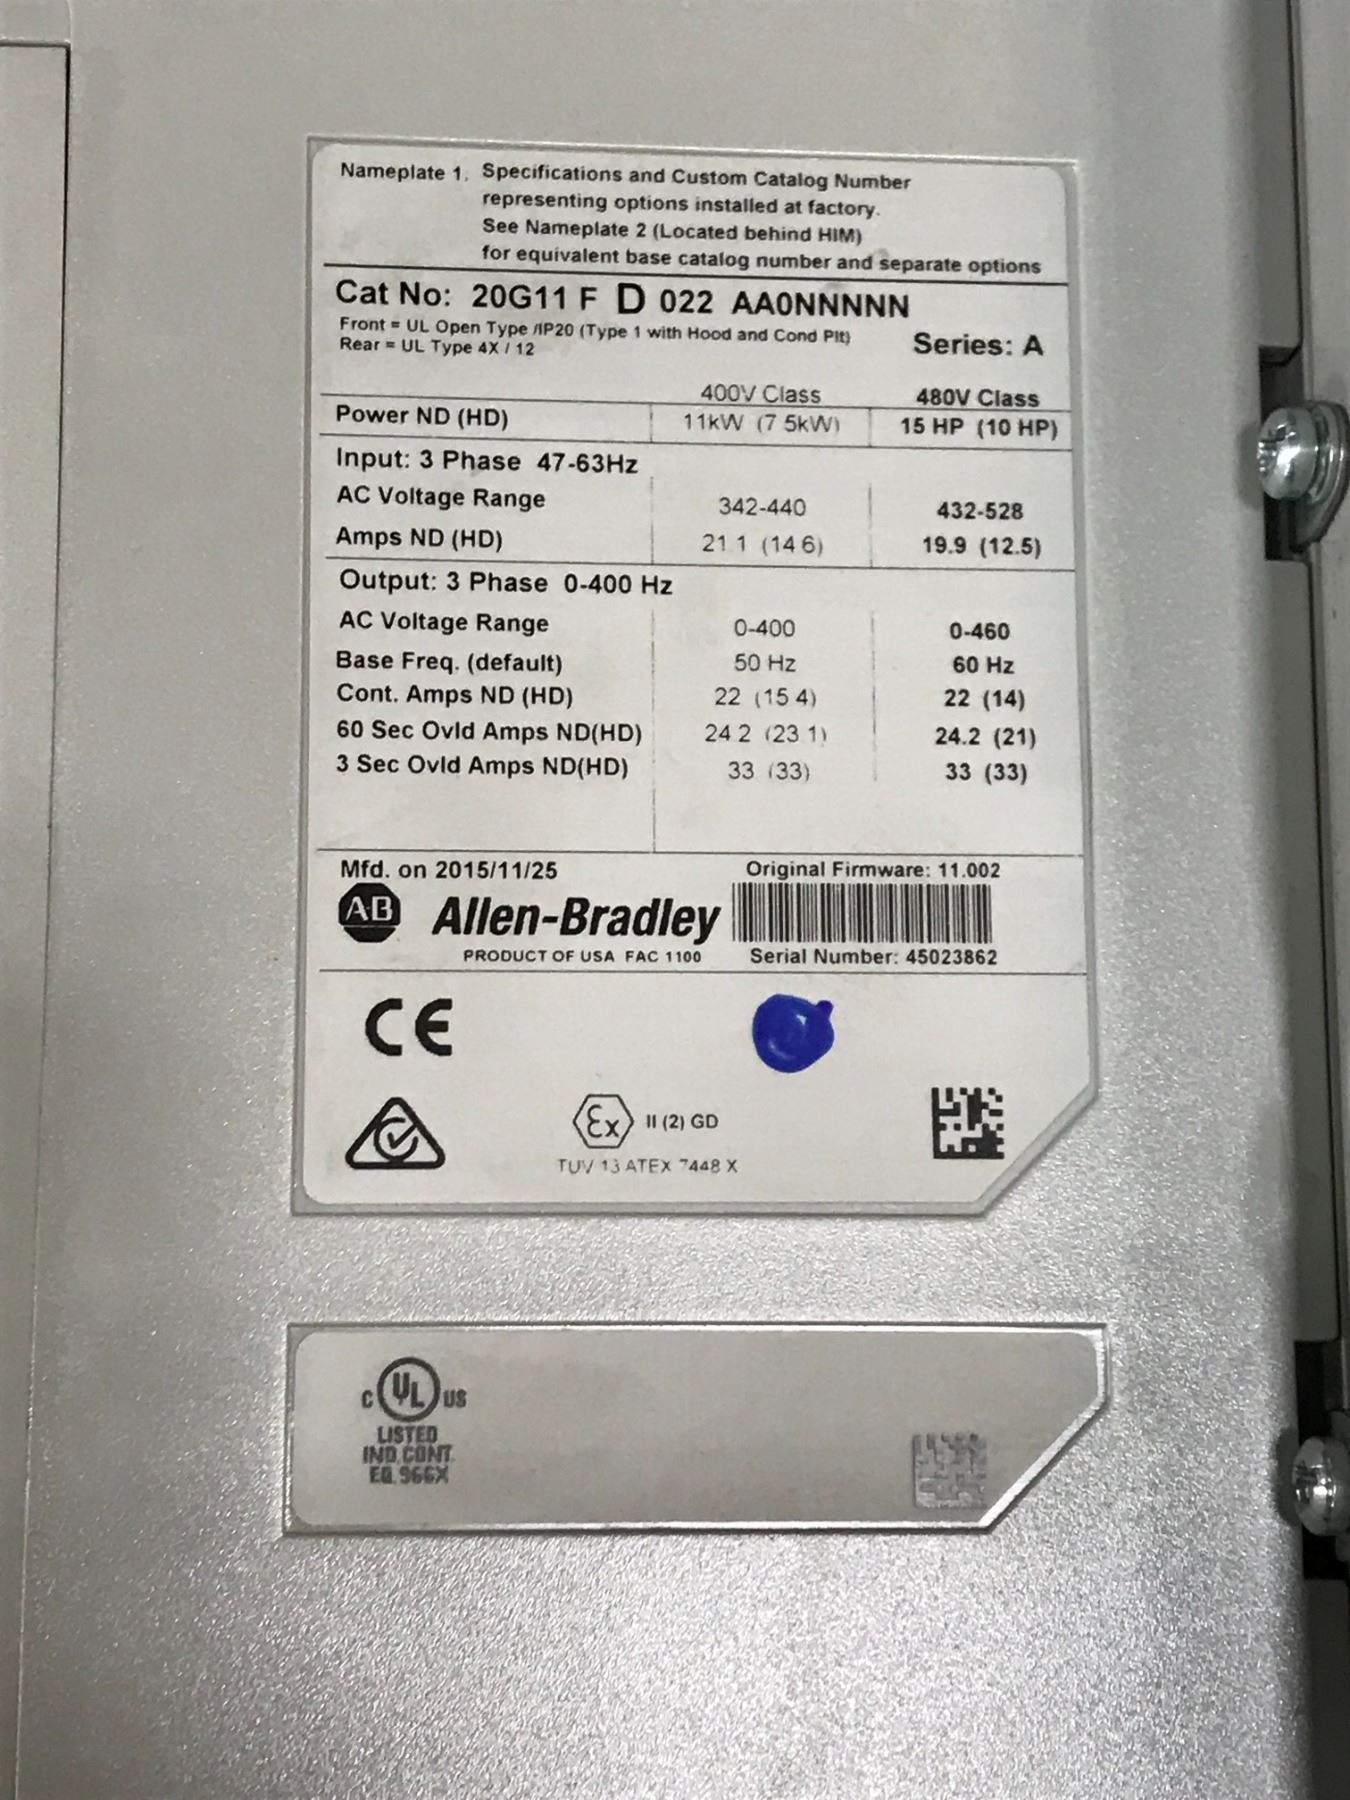 Nameplate 1, Specifications and Custom Catalog Number
representing options installed at factory.
See Nameplate 2 (Located behind HIM)
for equivalent base catalog number and separate options
Cat No: 20G11 F D 022 AA0NNNNN
Front = UL Open Type /IP20 (Type 1 with Hood and Cond Plt)
Rear = UL Type 4X / 12
Series: A
400V Class 480V Class
Power ND (HD) 11kW (7 5kW) 15 HP (10 HP)
Input: 3 Phase 47-63Hz
AC Voltage Range 342-440 432-528
Amps ND (HD) 21 1 (14 6) 19.9 (12.5)
Output: 3 Phase 0-400 Hz
AC Voltage Range 0-400 0-460
Base Freq. (default) 50 Hz 60 Hz
Cont. Amps ND (HD) 22 (15 4) 22 (14)
60 Sec Ovld Amps ND(HD) 24 2 (23 1) 24.2 (21)
3 Sec Ovld Amps ND(HD) 33 (33) 33 (33)
Mfd. on 2015/11/25 Original Firmware: 11.002
A-B Allen-Bradley
PRODUCT OF USA FAC 1100 Serial Number: 45023862
CE
Ex II (2) GD
TUV 13 ATEX 7448 X
C UL US
LISTED
IND. CONT.
EQ. 966X